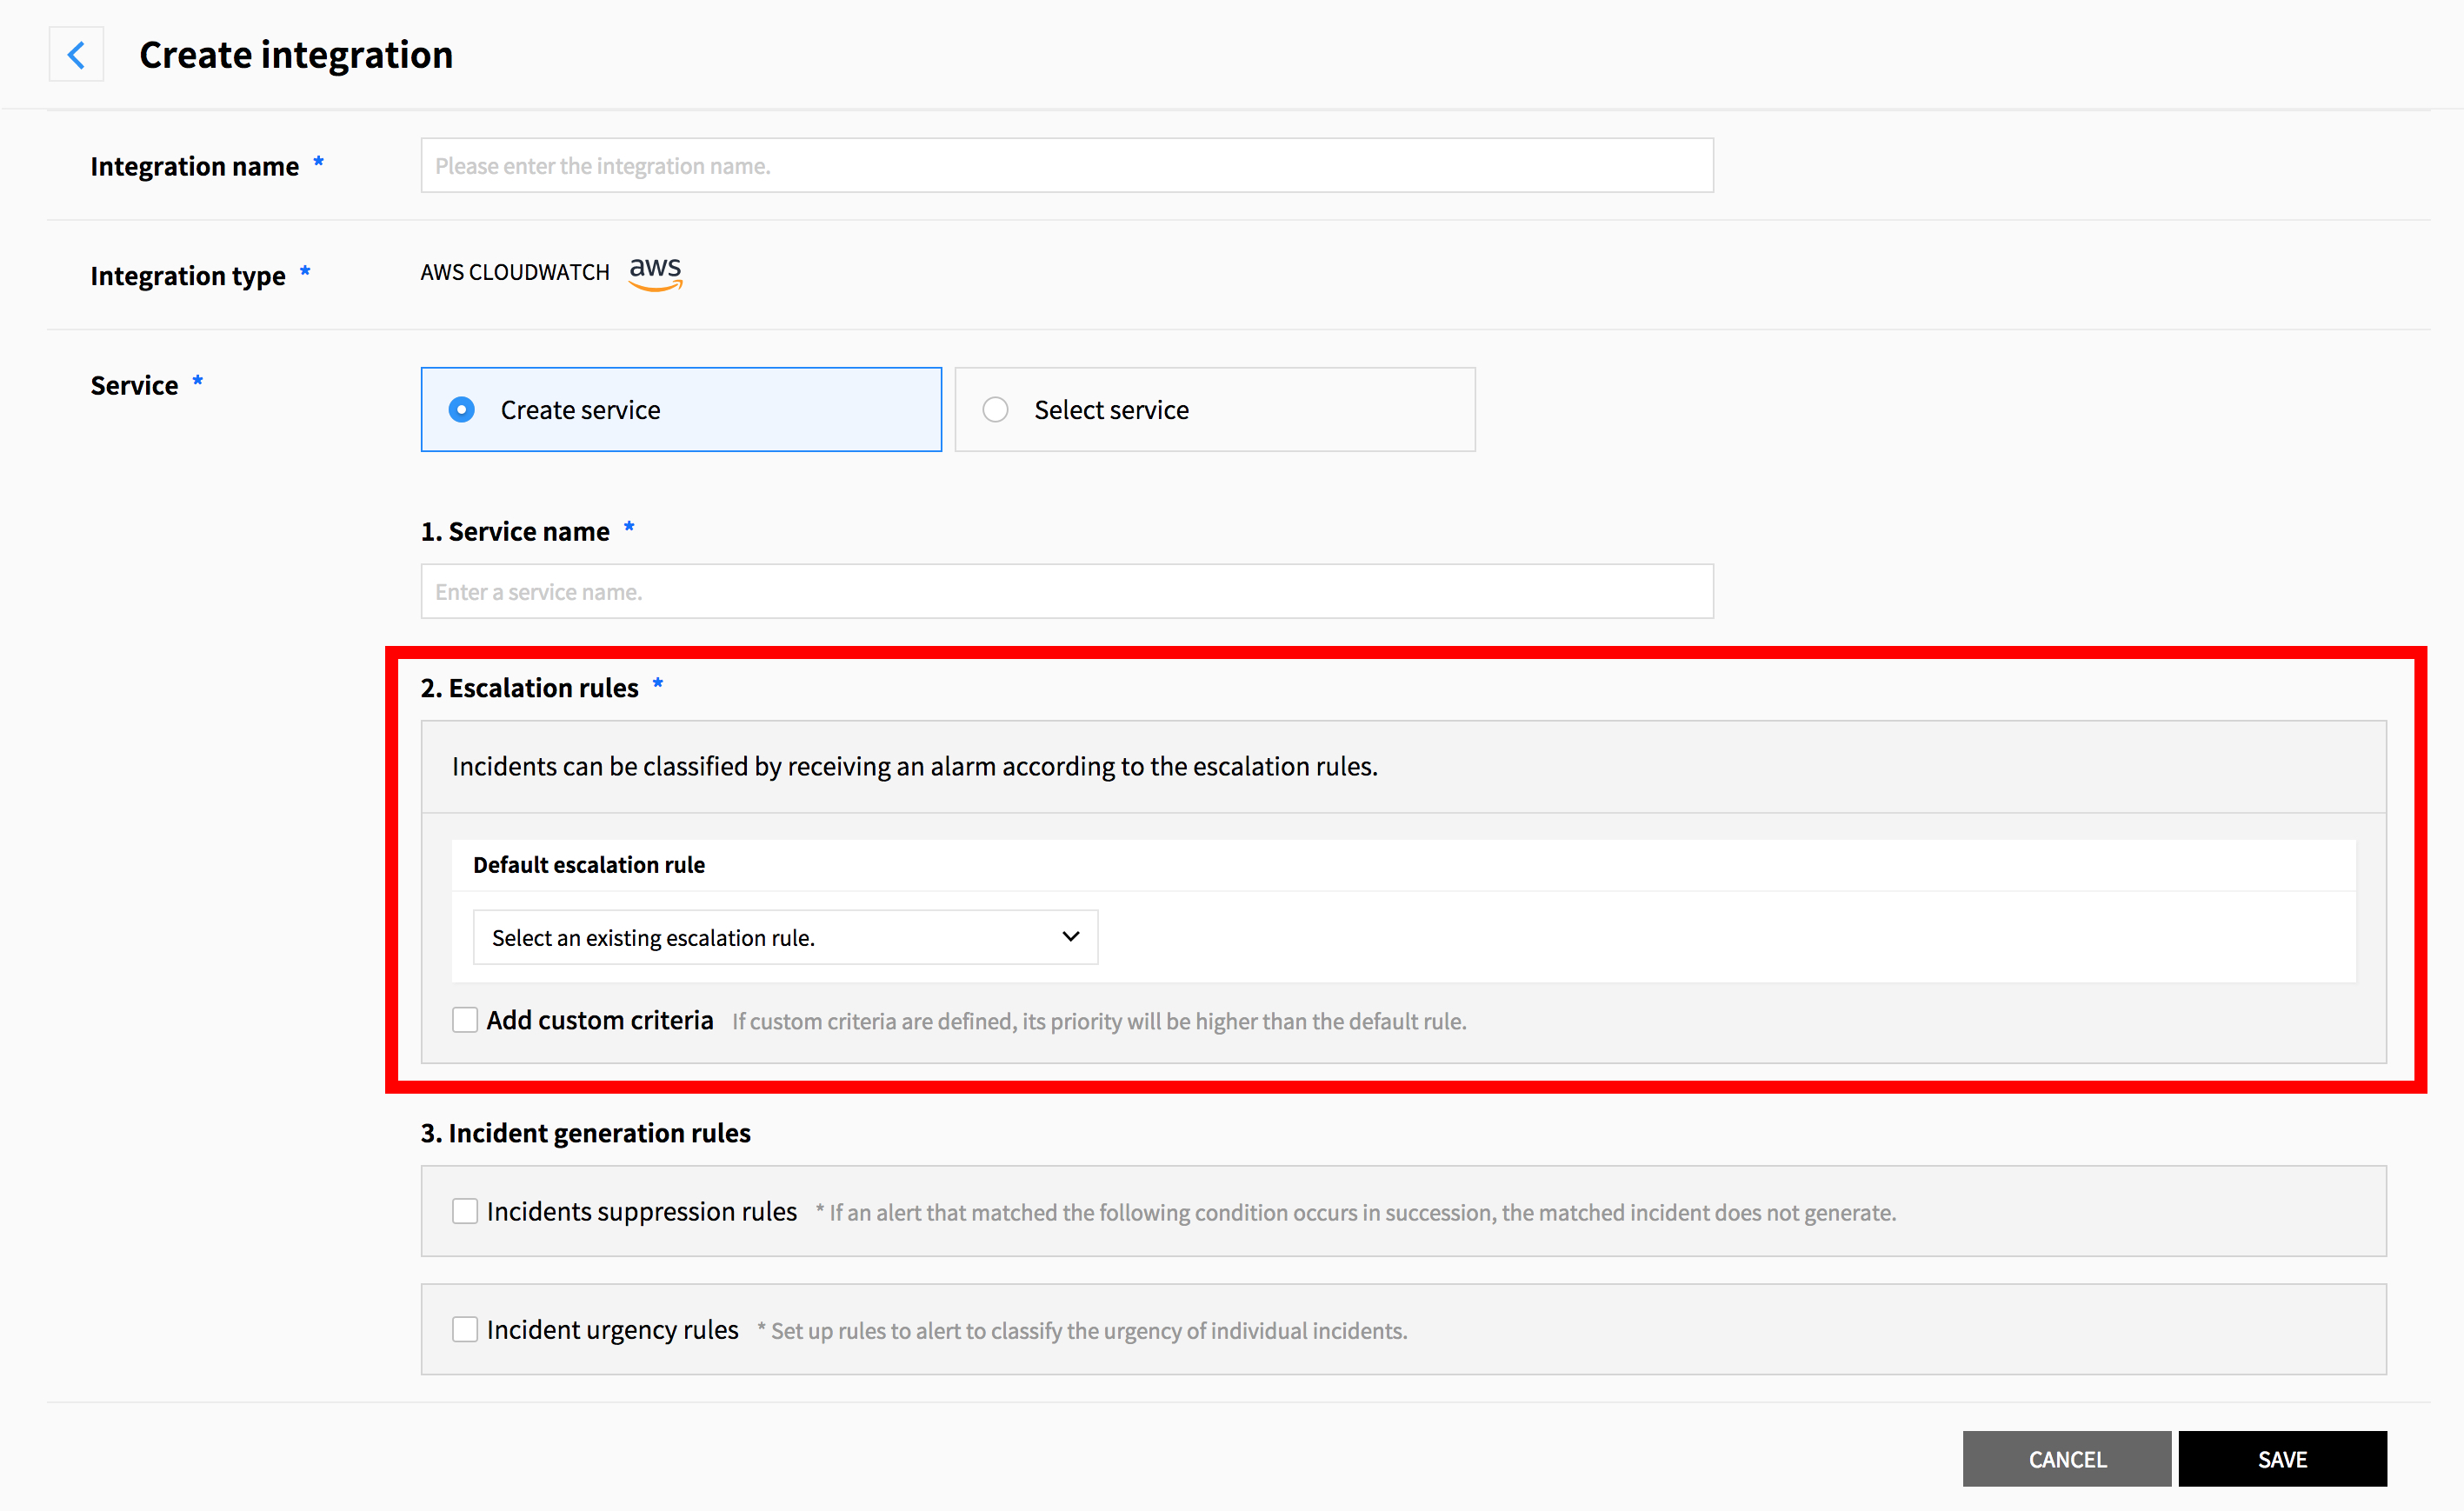 Create integration
Integration name *
Please enter the integration name.
Integration type *
AWS CLOUDWATCH aws
Service *
Create service
Select service
1. Service name *
Enter a service name.
2. Escalation rules *
Incidents can be classified by receiving an alarm according to the escalation rules.
Default escalation rule
Select an existing escalation rule.
Add custom criteria If custom criteria are defined, its priority will be higher than the default rule.
3. Incident generation rules
Incidents suppression rules * If an alert that matched the following condition occurs in succession, the matched incident does not generate.
Incident urgency rules * Set up rules to alert to classify the urgency of individual incidents.
CANCEL
SAVE